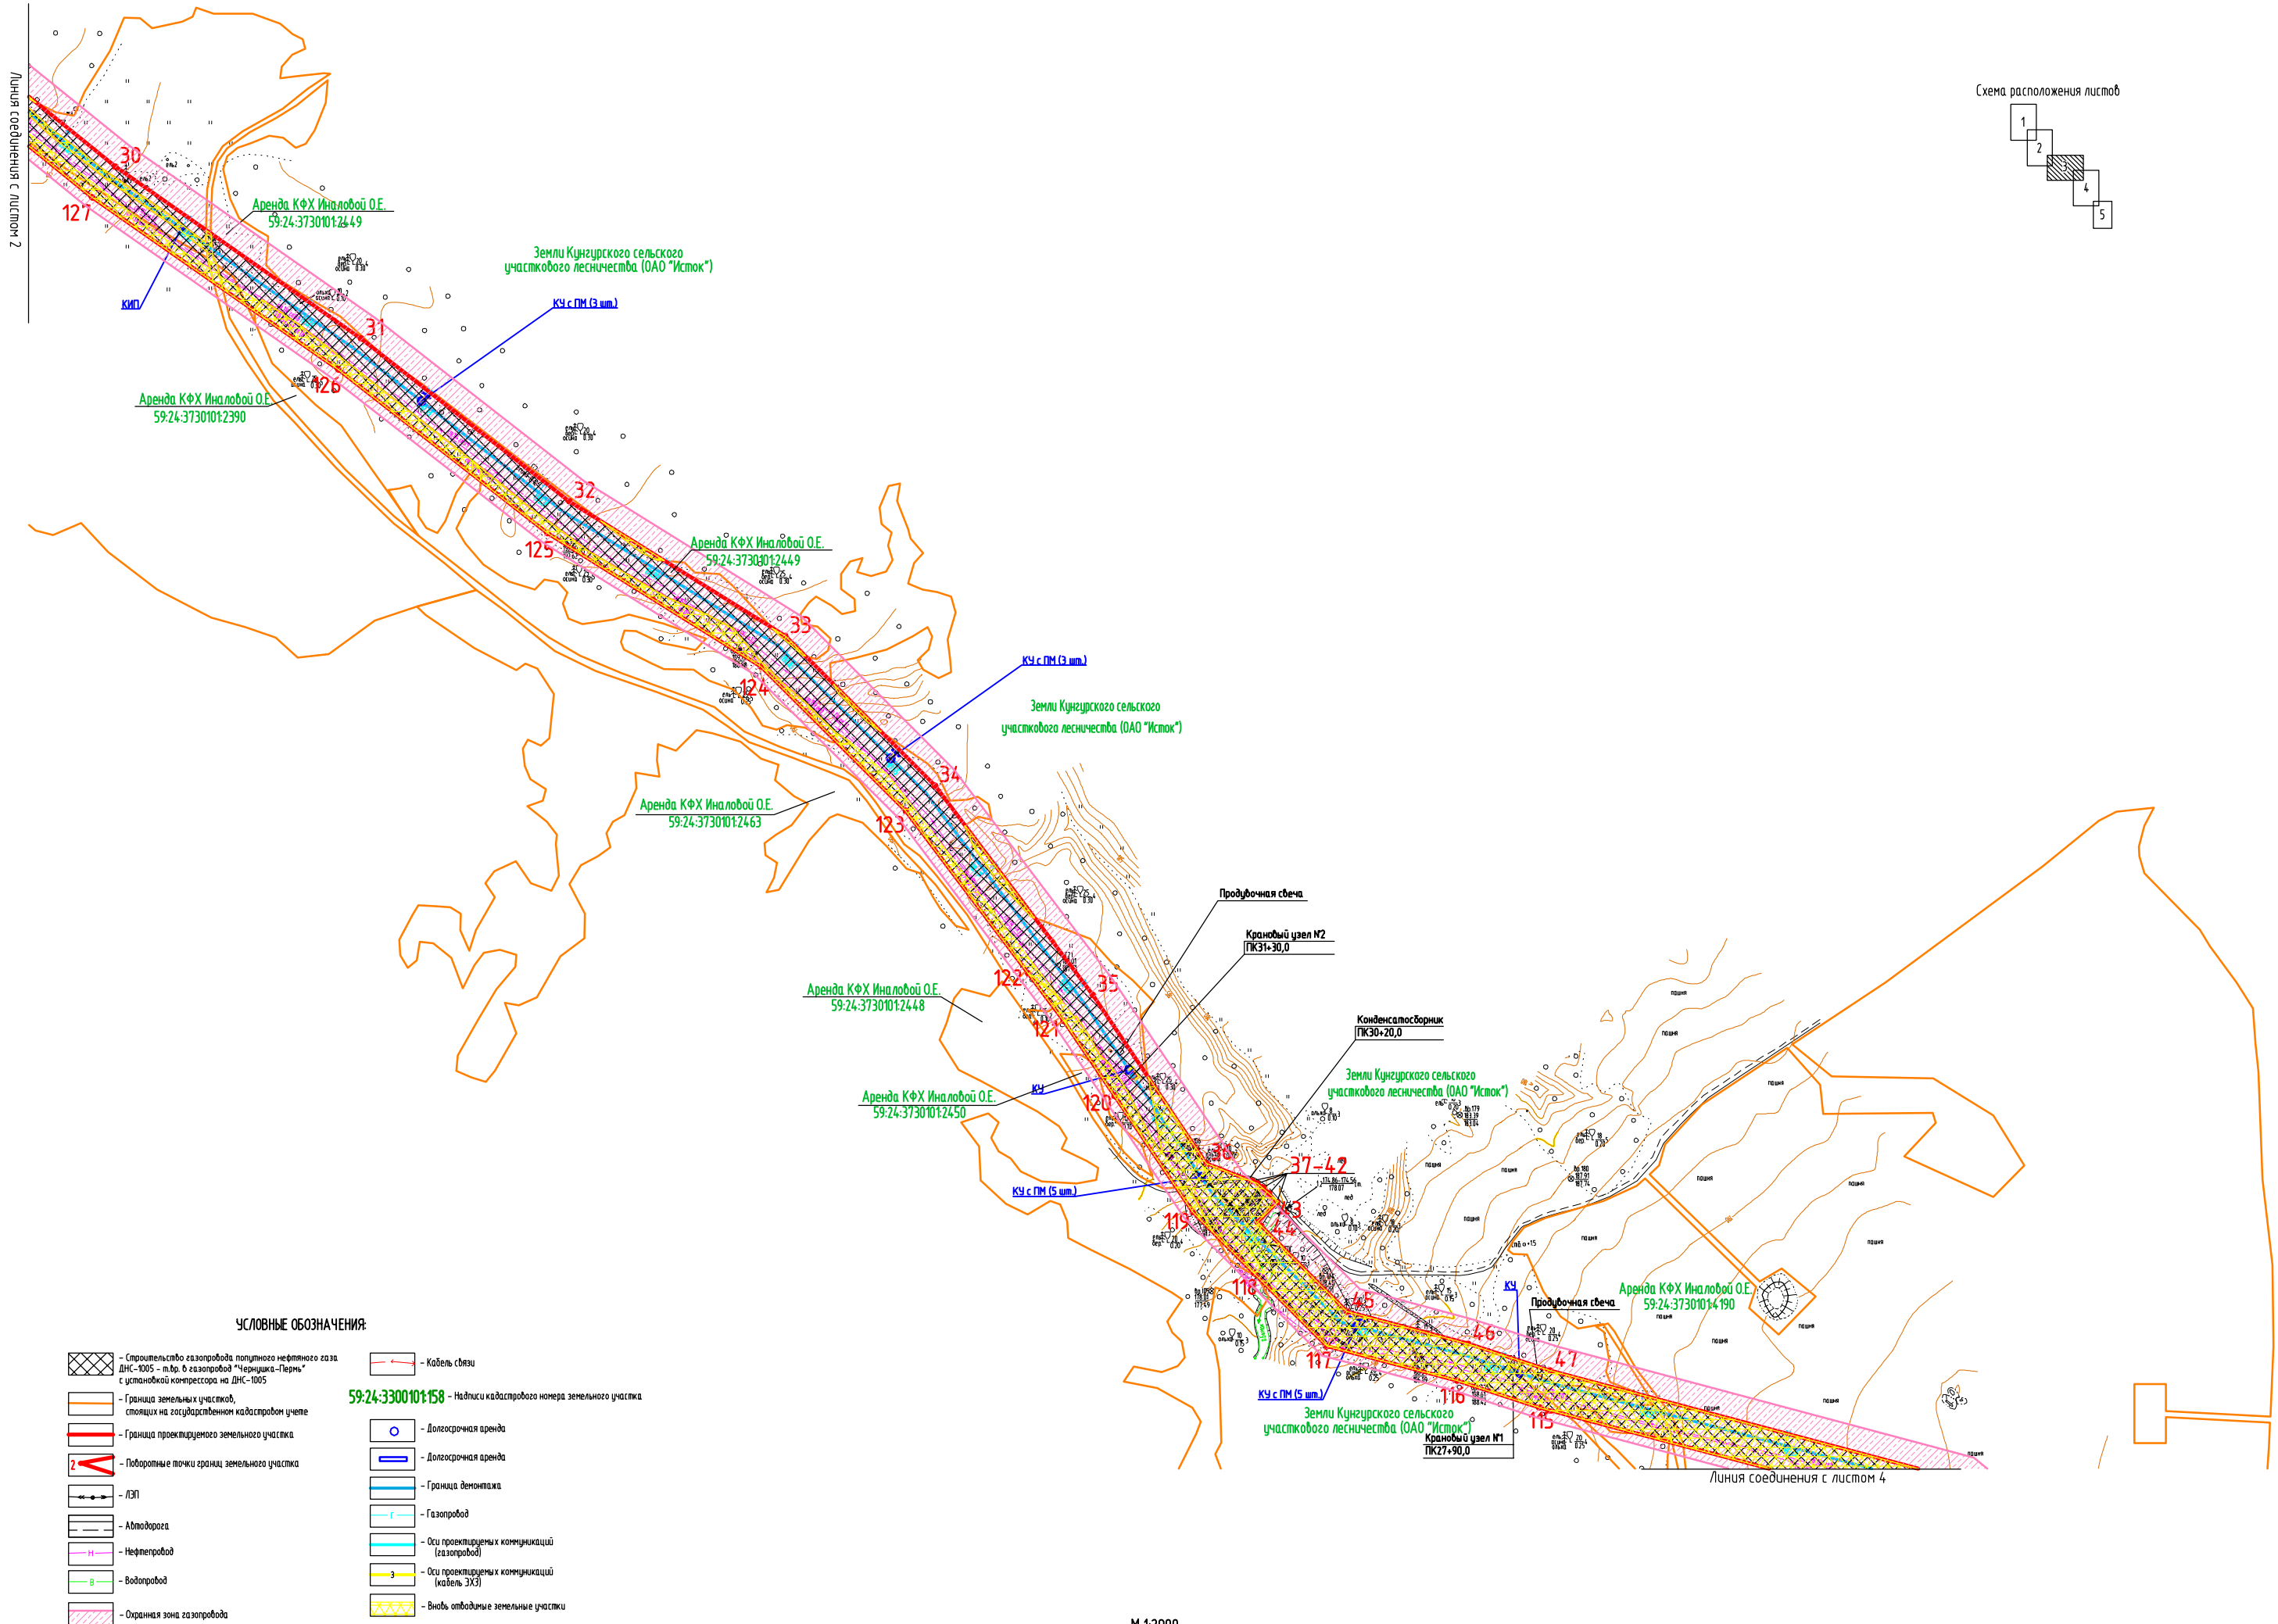 Линия соединения с листом 2
Схема расположения листов
1
2
3
4
5
30
127
Аренда КФХ Иналовой О.Е.
59:24:3730101:2449
Земли Кунгурского сельского
участкового лесничества (ОАО "Исток")
КИП
КУ с ПМ (3 шт.)
31
126
Аренда КФХ Иналовой О.Е.
59:24:3730101:2390
32
125
Аренда КФХ Иналовой О.Е.
59:24:3730101:2449
33
124
КУ с ПМ (3 шт.)
Земли Кунгурского сельского
участкового лесничества (ОАО "Исток")
34
123
Аренда КФХ Иналовой О.Е.
59:24:3730101:2463
Продувочная свеча
Крановый узел №2
ПК31+30,0
122
35
Аренда КФХ Иналовой О.Е.
59:24:3730101:2448
121
Конденсатосборник
ПК30+20,0
КУ
120
Земли Кунгурского сельского
участкового лесничества (ОАО "Исток")
Аренда КФХ Иналовой О.Е.
59:24:3730101:2450
36
37-42
КУ с ПМ (5 шт.)
43
44
119
118
45
КУ
Продувочная свеча
Аренда КФХ Иналовой О.Е.
59:24:3730101:4190
46
47
117
116
115
КУ с ПМ (5 шт.)
Земли Кунгурского сельского
участкового лесничества (ОАО "Исток")
Крановый узел №1
ПК27+90,0
пашня
Линия соединения с листом 4
УСЛОВНЫЕ ОБОЗНАЧЕНИЯ:
- Строительство газопровода попутного нефтяного газа
ДНС-1005 - т.вр. в газопровод "Чернушка-Пермь"
с установкой компрессора на ДНС-1005
- Граница земельных участков,
стоящих на государственном кадастровом учете
- Граница проектируемого земельного участка
2 - Поворотные точки границ земельного участка
- ЛЭП
- Автодорога
Н - Нефтепровод
В - Водопровод
- Охранная зона газопровода
- Кабель связи
59:24:3300101:158 - Надписи кадастрового номера земельного участка
- Долгосрочная аренда
- Долгосрочная аренда
- Граница демонтажа
Г - Газопровод
- Оси проектируемых коммуникаций
(газопровод)
- Оси проектируемых коммуникаций
(кабель ЭХЗ)
- Вновь отводимые земельные участки
М 1:2000